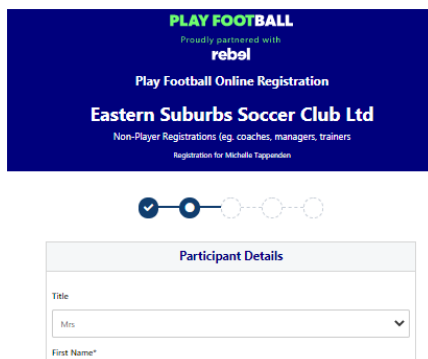 PLAY FOOTBALL
Proudly partnered with
rebel
Play Football Online Registration
Eastern Suburbs Soccer Club Ltd
Non-Player Registrations (eg. coaches, managers, trainers
Registration for Michelle Tappenden
Participant Details
Title
Mrs
First Name*